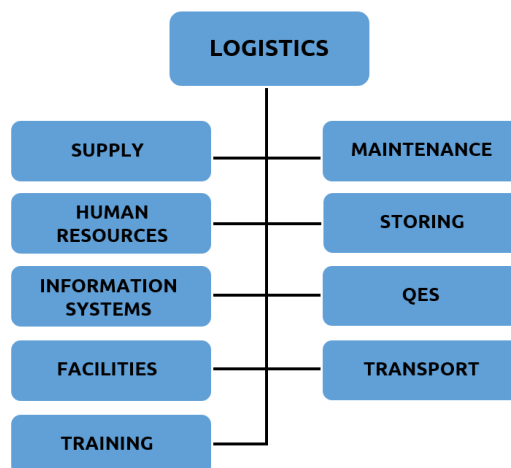 LOGISTICS
SUPPLY
MAINTENANCE
HUMAN
RESOURCES
STORING
INFORMATION
SYSTEMS
QES
FACILITIES
TRANSPORT
TRAINING